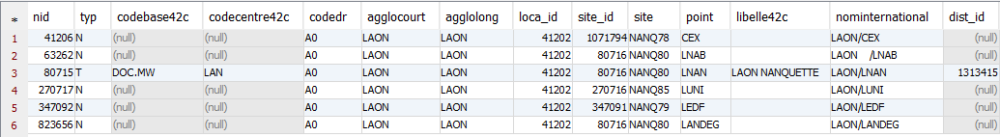 * nid typ codebase42c codecentre42c codedr agglocourt agglolong loca_id site_id site point libelle42c nominternational dist_id
1 41206 N (null) (null) A0 LAON LAON 41202 1071794 NANQ78 CEX LAON/CEX (null)
2 63262 N (null) (null) A0 LAON LAON 41202 80716 NANQ80 LNAB LAON /LNAB (null)
3 80715 T DOC.MW LAN A0 LAON LAON 41202 80716 NANQ80 LNAN LAON NANQUETTE LAON/LNAN 1313415
4 270717 N (null) (null) A0 LAON LAON 41202 270716 NANQ85 LUNI LAON/LUNI (null)
5 347092 N (null) (null) A0 LAON LAON 41202 347091 NANQ79 LEDF LAON/LEDF (null)
6 823656 N (null) (null) A0 LAON LAON 41202 80716 NANQ80 LANDEG LAON/LANDEG (null)